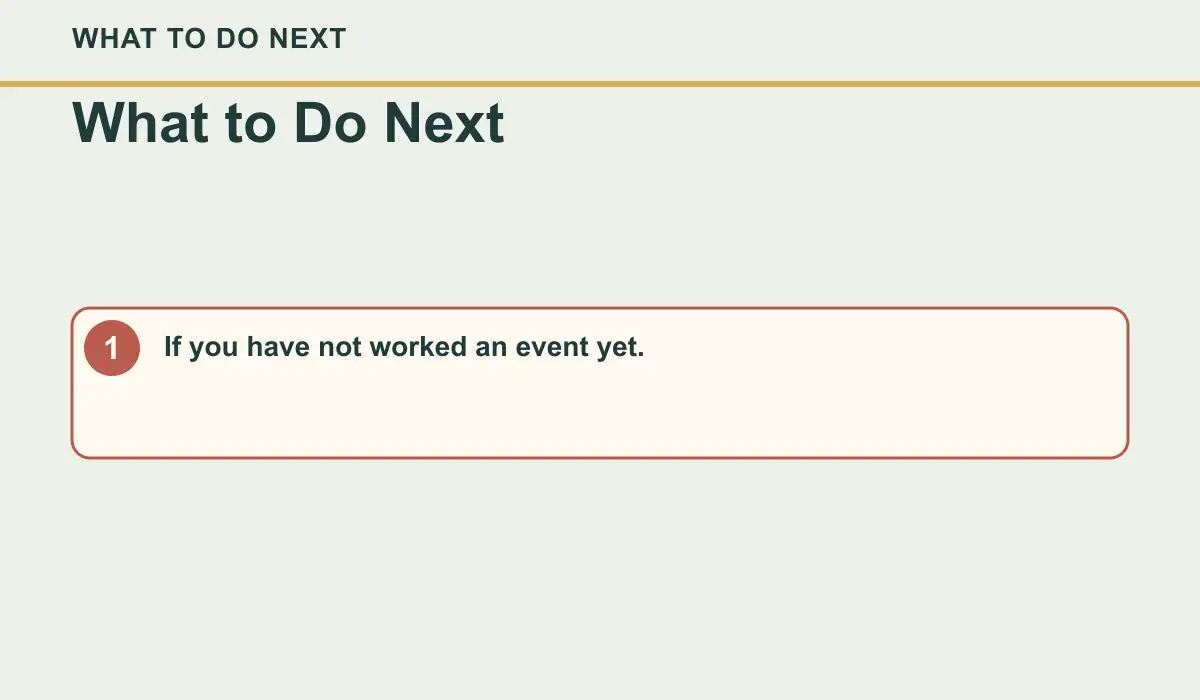 WHAT TO DO NEXT
What to Do Next
1 If you have not worked an event yet.